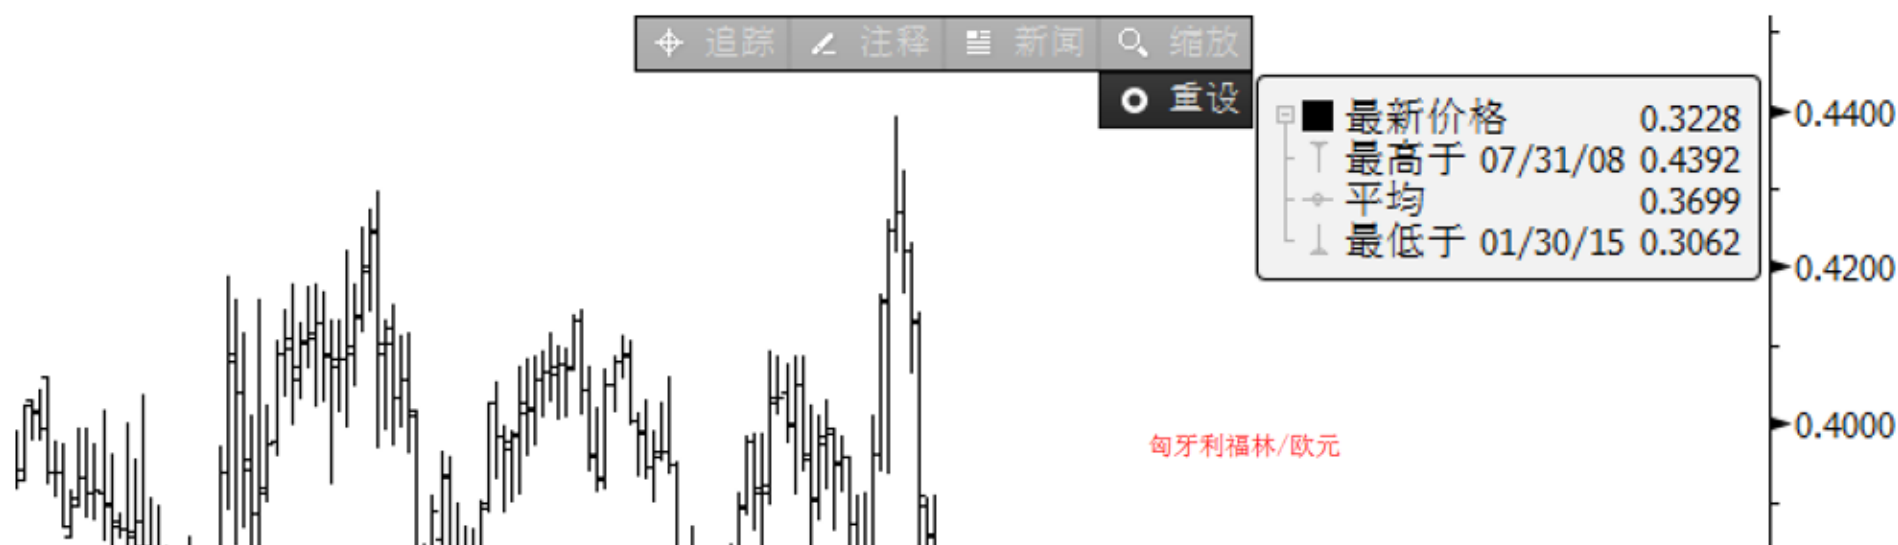 追踪 注释 新闻 缩放
重设
最新价格 0.3228
最高于 07/31/08 0.4392
平均 0.3699
最低于 01/30/15 0.3062
0.4400
0.4200
0.4000
匈牙利福林/欧元